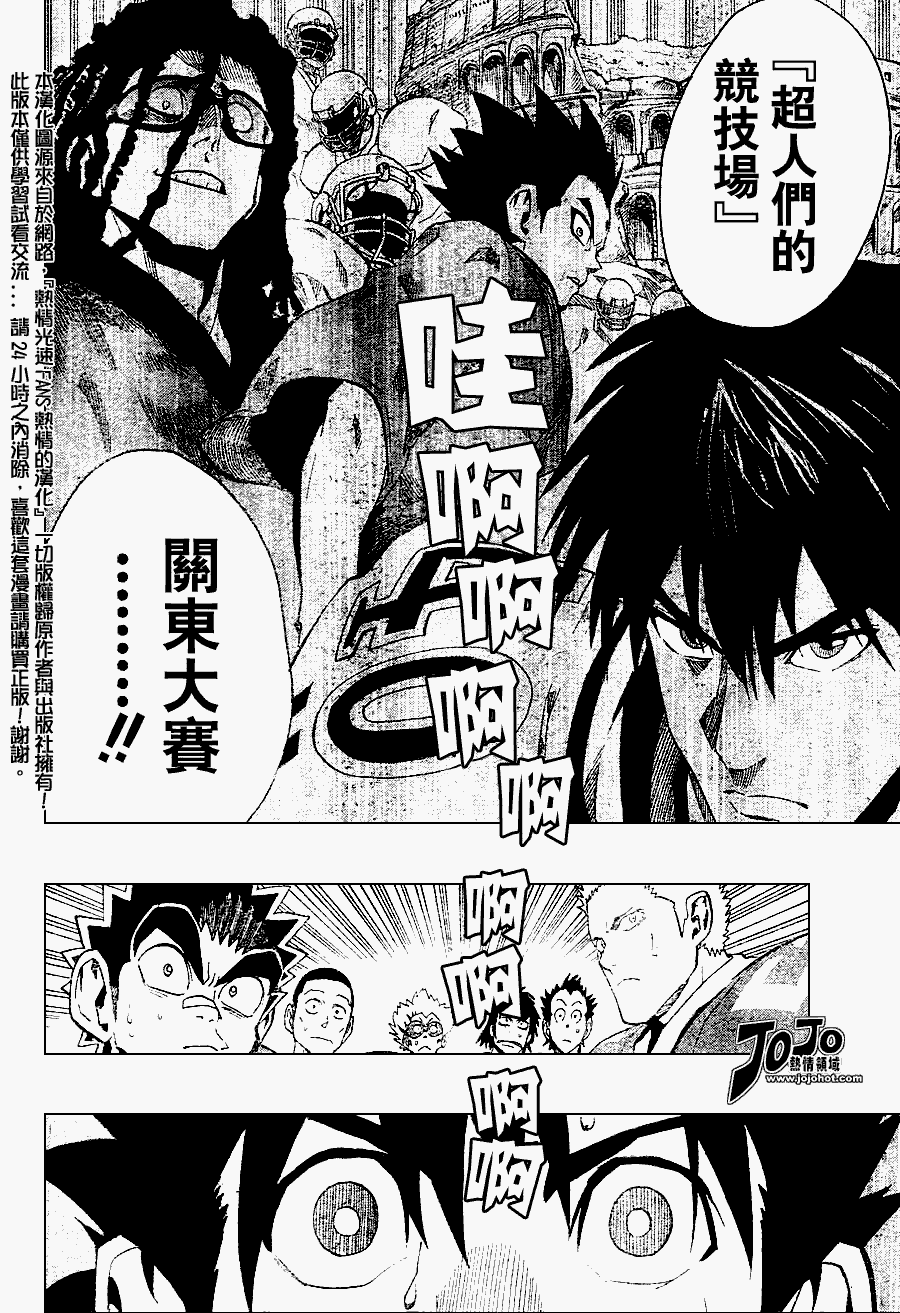 『超人們的
競技場』
哇
啊
啊
啊
啊
啊
啊
啊
啊
關東大賽
……!!
本漢化圖源來自於網路，『熱情光速FANS熱情的漢化』一切版權歸原作者與出版社擁有！
此版本僅供學習試看交流... 請24小時之內消除，喜歡這套漫畫請購買正版！謝謝。
JOJO
熱情領域
www.jojohot.com